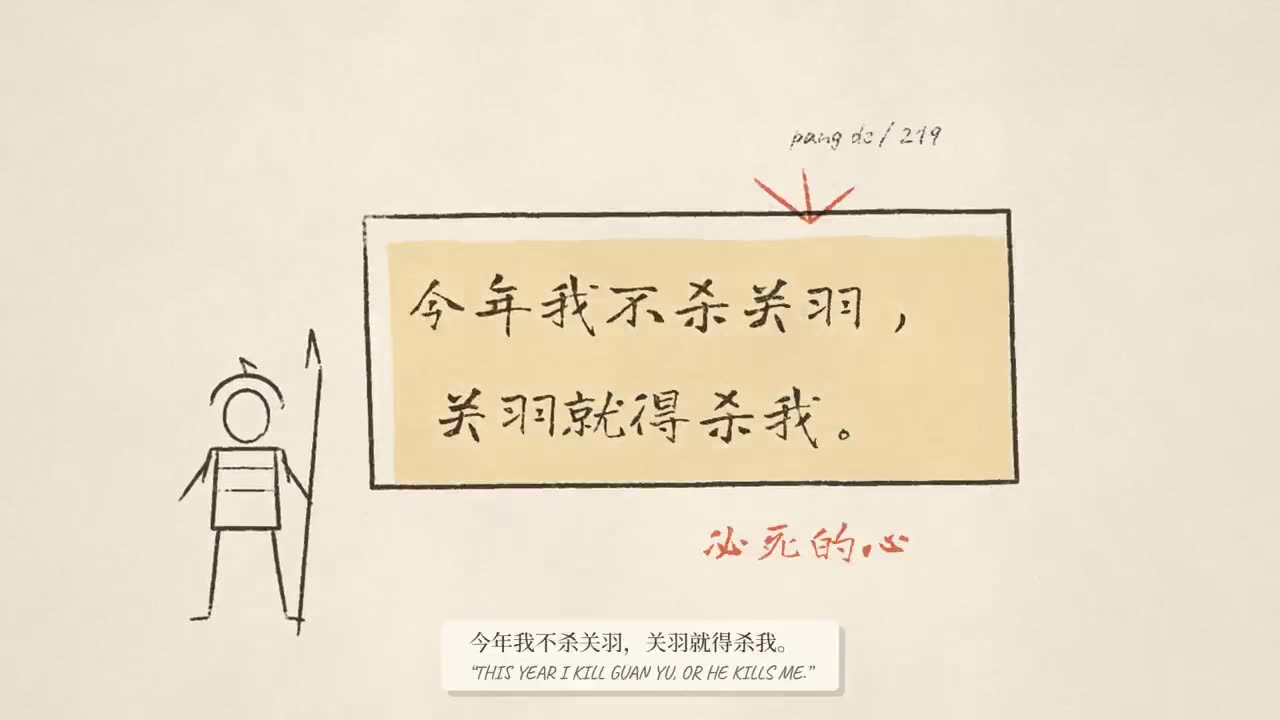 pang de / 219
今年我不杀关羽，
关羽就得杀我。
必死的心
今年我不杀关羽，关羽就得杀我。
“THIS YEAR I KILL GUAN YU, OR HE KILLS ME.”